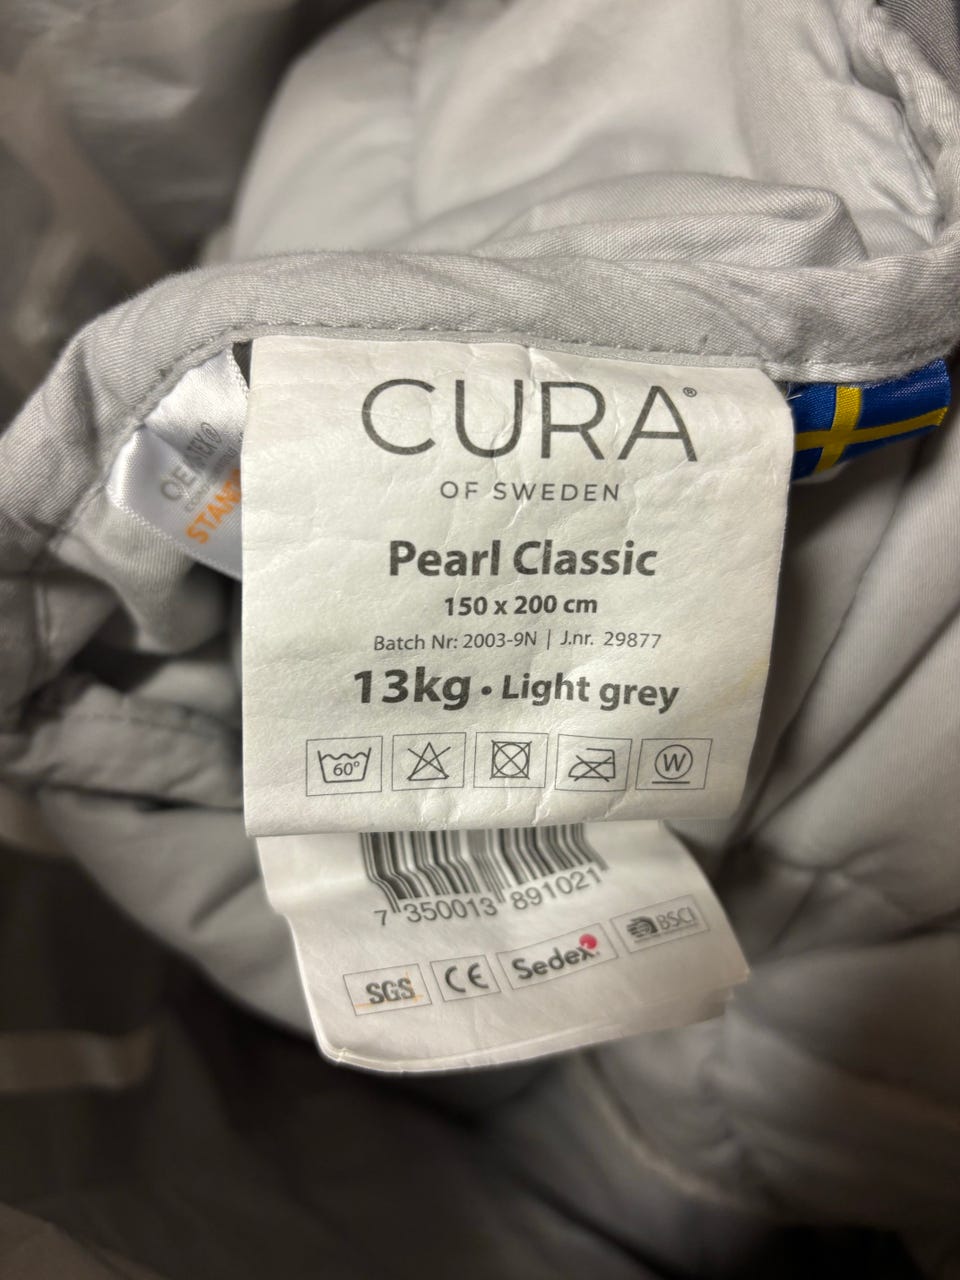 CURA®
OF SWEDEN
Pearl Classic
150 x 200 cm
Batch Nr: 2003-9N | J.nr. 29877
13kg • Light grey
60°
W
7 350013 891021
SGS
CE
Sedex
BSCI